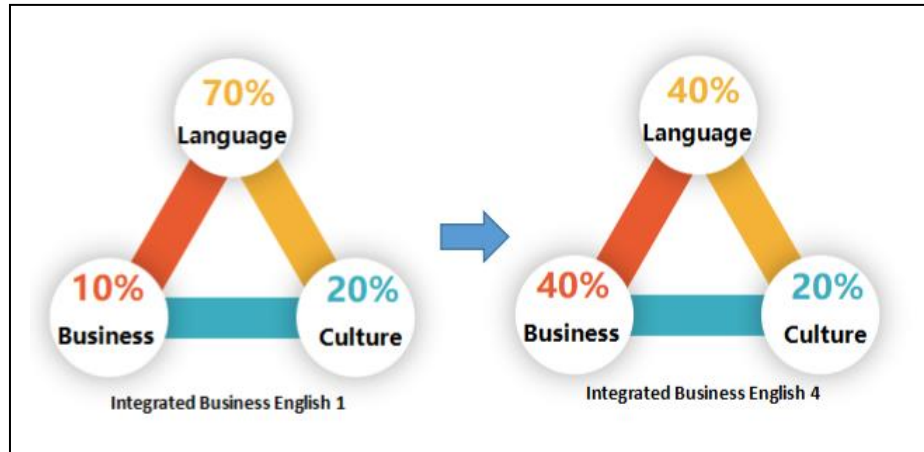 70%
Language
10%
Business
20%
Culture
Integrated Business English 1
40%
Language
40%
Business
20%
Culture
Integrated Business English 4